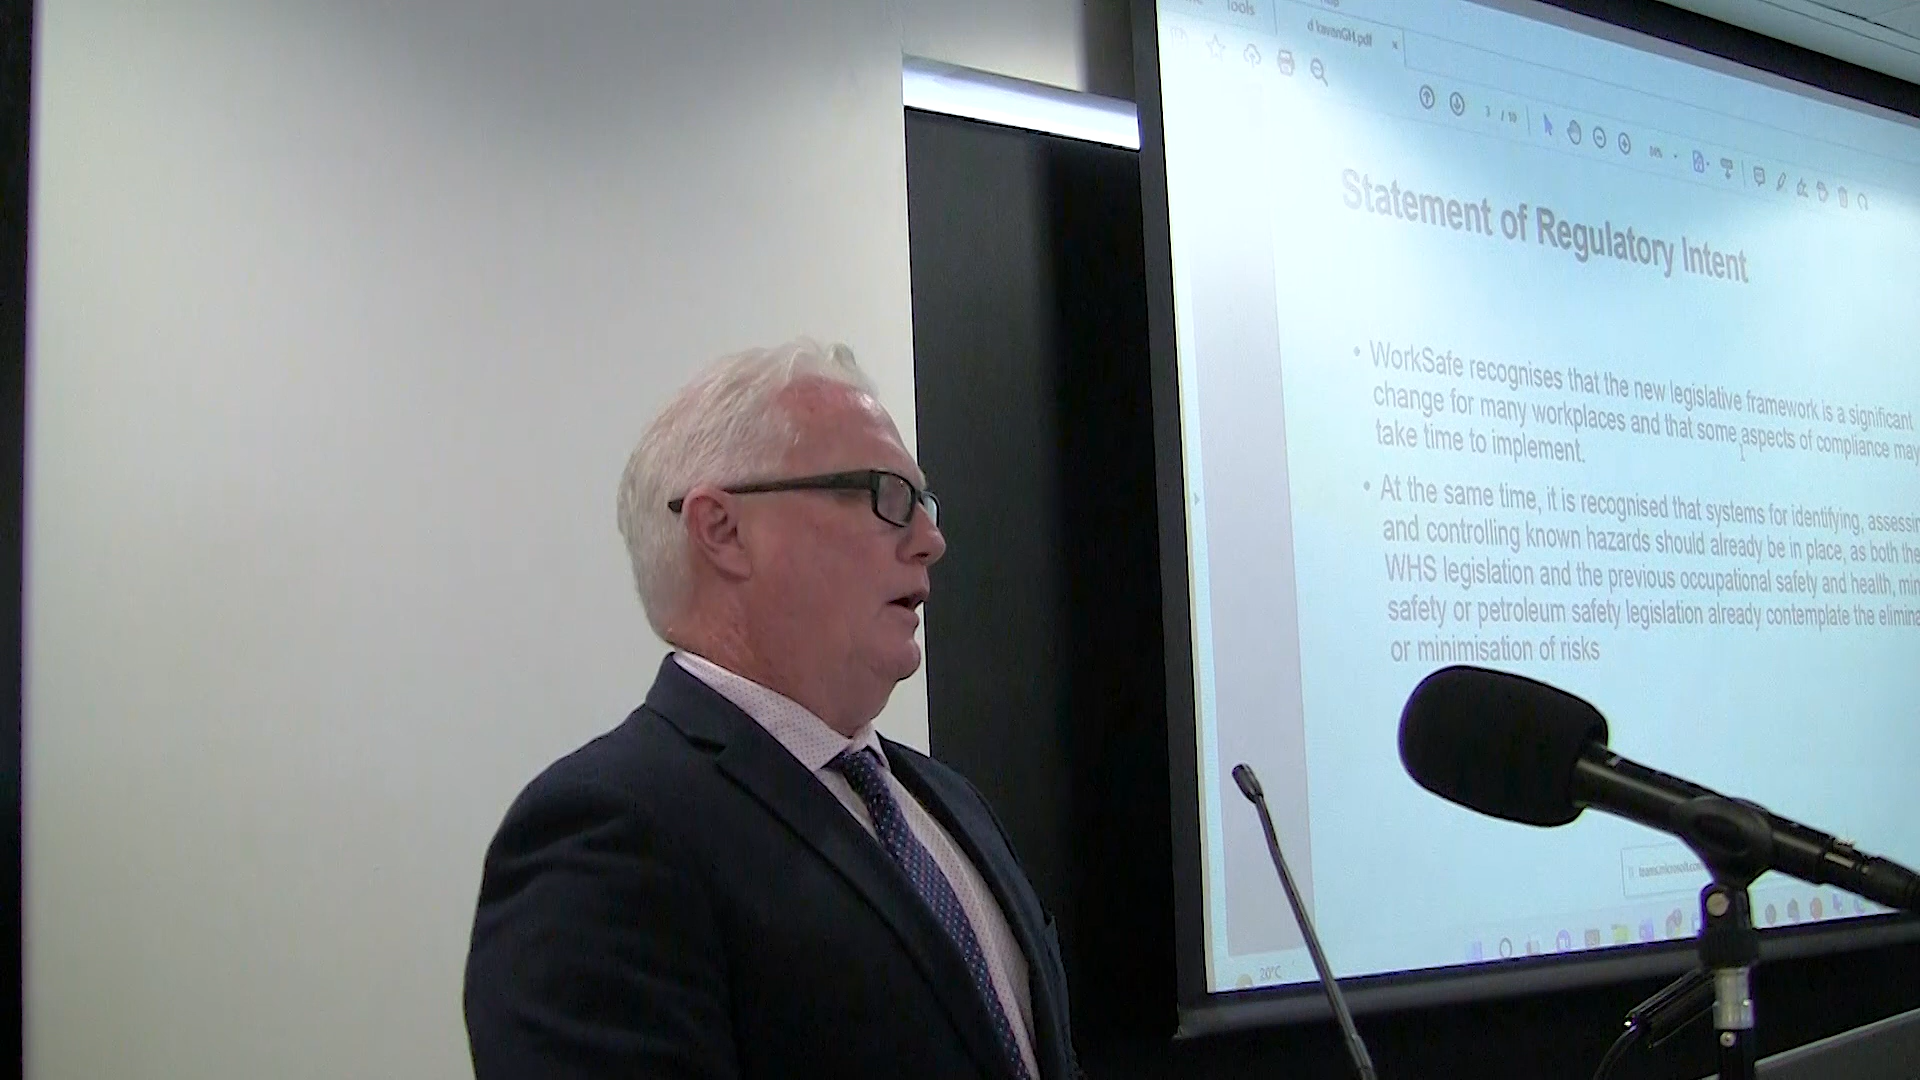 Tools
d kavanGH.pdf x
3 / 10
Statement of Regulatory Intent
• WorkSafe recognises that the new legislative framework is a significant
change for many workplaces and that some aspects of compliance may
take time to implement.
• At the same time, it is recognised that systems for identifying, assessin
and controlling known hazards should already be in place, as both the
WHS legislation and the previous occupational safety and health, min
safety or petroleum safety legislation already contemplate the elimina
or minimisation of risks
20°C